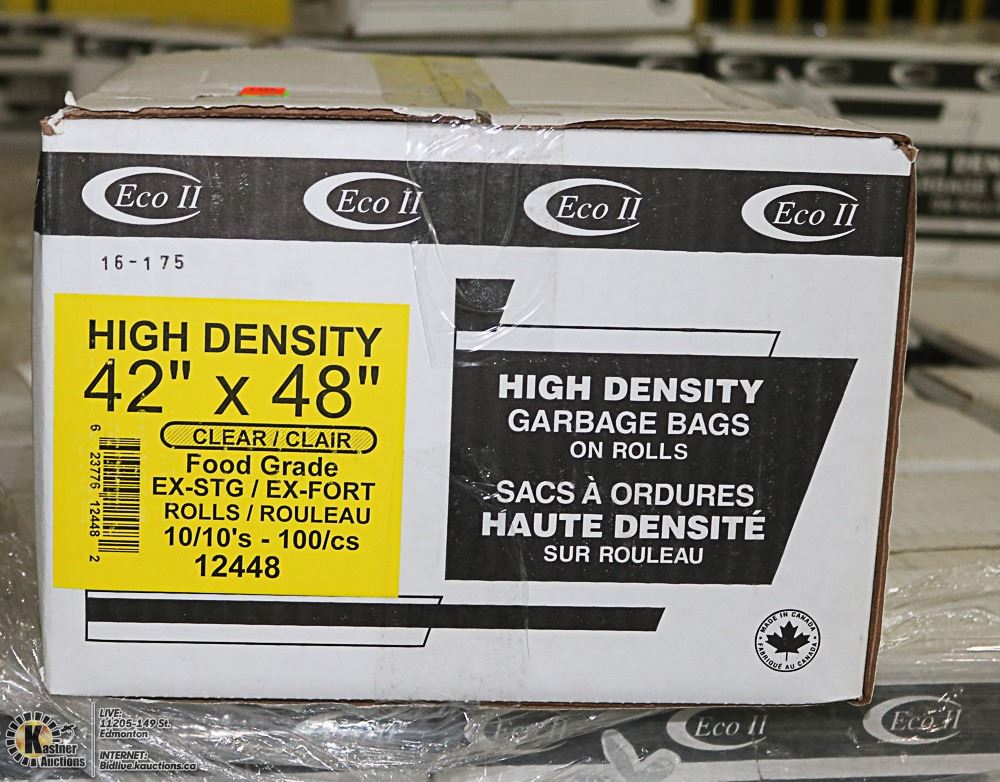 Eco II Eco II Eco II Eco II
16-175
HIGH DENSITY
42" x 48"
CLEAR / CLAIR
Food Grade
EX-STG / EX-FORT
ROLLS / ROULEAU
10/10's - 100/cs
12448
6 23776 12448 2
HIGH DENSITY
GARBAGE BAGS
ON ROLLS
SACS À ORDURES
HAUTE DENSITÉ
SUR ROULEAU
MADE IN CANADA
FABRIQUÉ AU CANADA
Eco II Eco II
Kastner
Auctions
LIVE:
11205-149 St.
Edmonton
INTERNET:
Bidlive.kauctions.ca